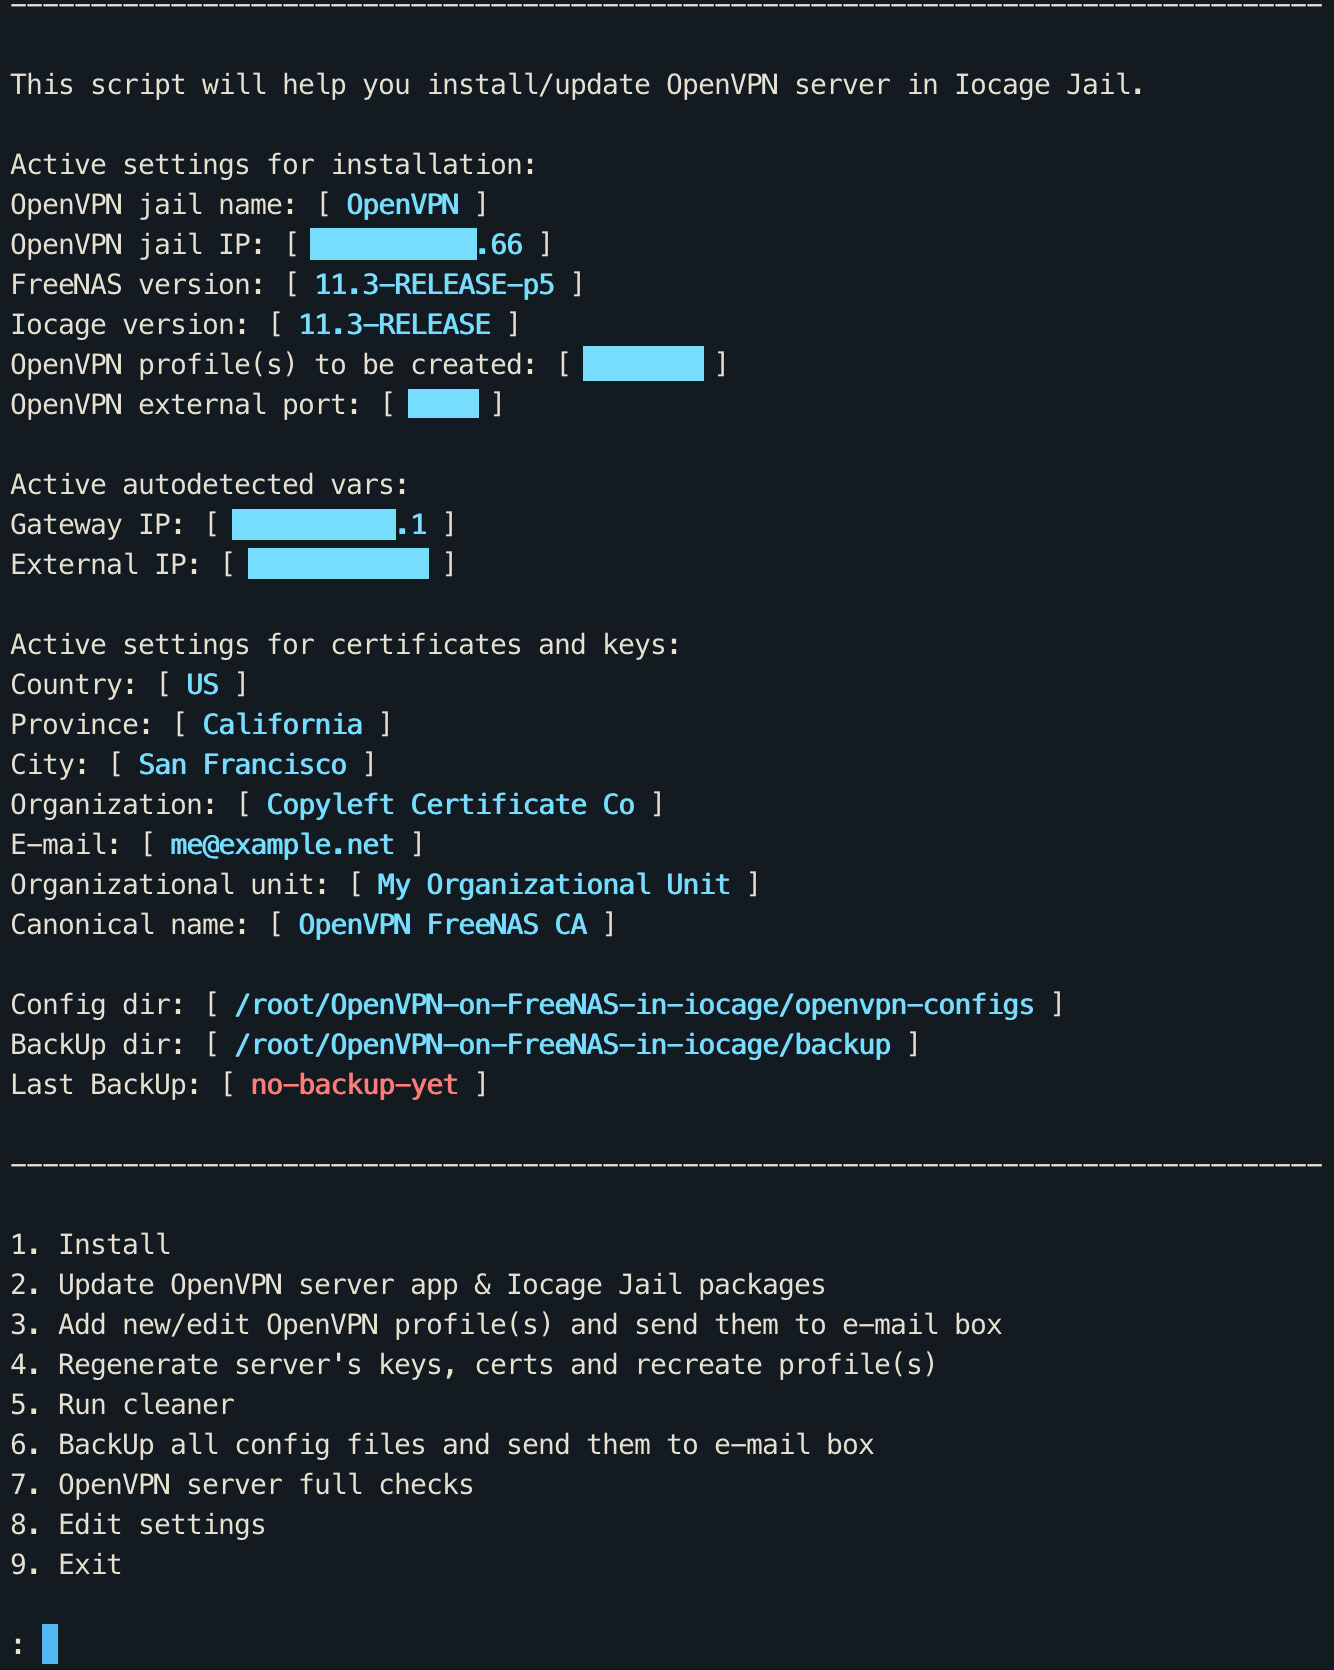 This script will help you install/update OpenVPN server in Iocage Jail.
Active settings for installation:
OpenVPN jail name: [ OpenVPN ]
OpenVPN jail IP: [ .66 ]
FreeNAS version: [ 11.3-RELEASE-p5 ]
Iocage version: [ 11.3-RELEASE ]
OpenVPN profile(s) to be created: [ ]
OpenVPN external port: [ ]
Active autodetected vars:
Gateway IP: [ .1 ]
External IP: [ ]
Active settings for certificates and keys:
Country: [ US ]
Province: [ California ]
City: [ San Francisco ]
Organization: [ Copyleft Certificate Co ]
E-mail: [ me@example.net ]
Organizational unit: [ My Organizational Unit ]
Canonical name: [ OpenVPN FreeNAS CA ]
Config dir: [ /root/OpenVPN-on-FreeNAS-in-iocage/openvpn-configs ]
BackUp dir: [ /root/OpenVPN-on-FreeNAS-in-iocage/backup ]
Last BackUp: [ no-backup-yet ]
1. Install
2. Update OpenVPN server app & Iocage Jail packages
3. Add new/edit OpenVPN profile(s) and send them to e-mail box
4. Regenerate server's keys, certs and recreate profile(s)
5. Run cleaner
6. BackUp all config files and send them to e-mail box
7. OpenVPN server full checks
8. Edit settings
9. Exit
: